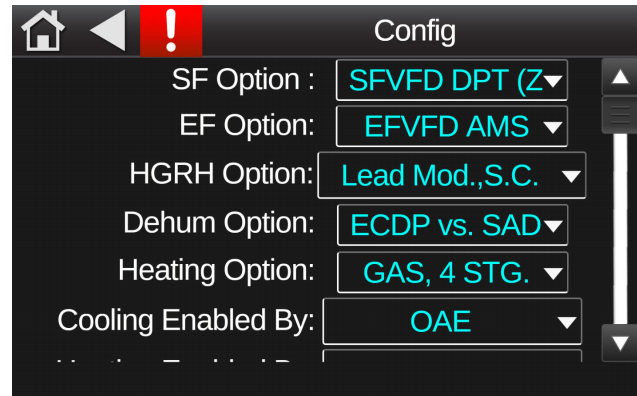 Config
SF Option : SFVFD DPT (Z
EF Option: EFVFD AMS
HGRH Option: Lead Mod.,S.C.
Dehum Option: ECDP vs. SAD
Heating Option: GAS, 4 STG.
Cooling Enabled By: OAE